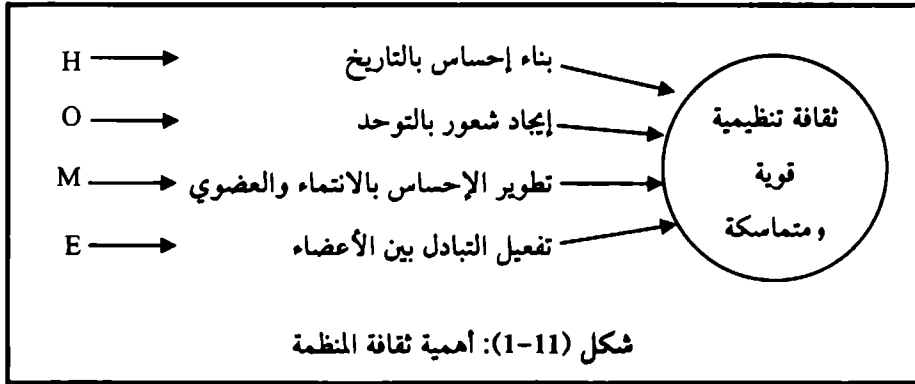 H بناء إحساس بالتاريخ
O إيجاد شعور بالتوحد
M تطوير الإحساس بالانتماء والعضوي
E تفعيل التبادل بين الأعضاء
ثقافة تنظيمية
قوية
ومتماسكة
شكل (11-1): أهمية ثقافة المنظمة